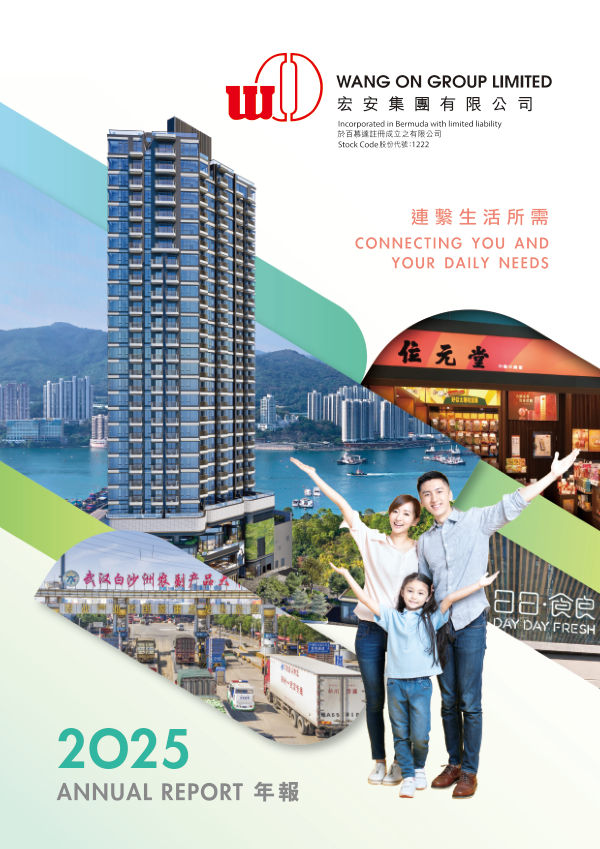 WANG ON GROUP LIMITED
宏安集團有限公司
Incorporated in Bermuda with limited liability
於百慕達註冊成立之有限公司
Stock Code 股份代號：1222
連繫生活所需
CONNECTING YOU AND
YOUR DAILY NEEDS
位元堂
武汉白沙洲农副产品大
日日·食良
DAY DAY FRESH
2025
ANNUAL REPORT 年報